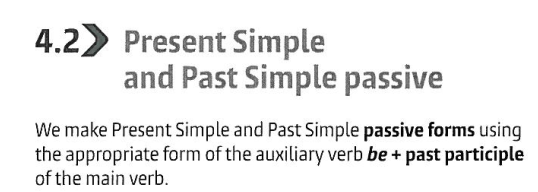 4.2 Present Simple
and Past Simple passive
We make Present Simple and Past Simple passive forms using
the appropriate form of the auxiliary verb be + past participle
of the main verb.